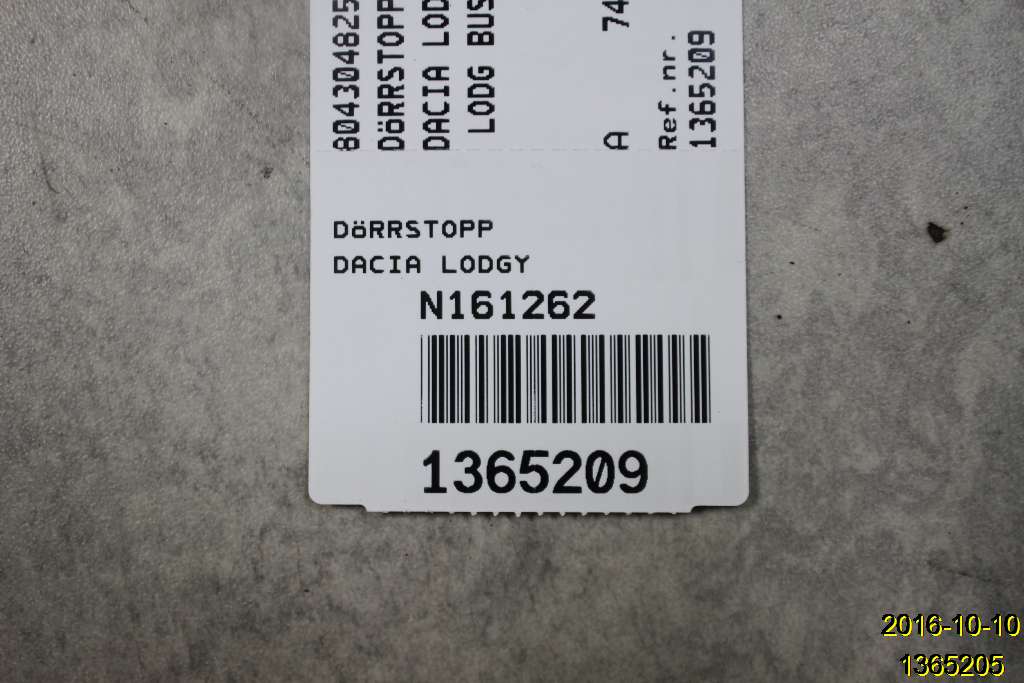 804304825
DöRRSTOPP
DACIA LOD
LODG BUS
A 74
Ref.nr.
1365209
DöRRSTOPP
DACIA LODGY
N161262
1365209
2016-10-10
1365205